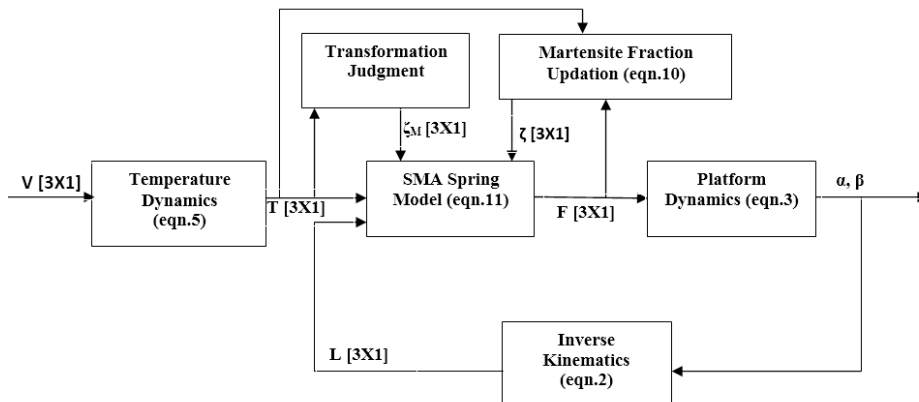 Transformation
Judgment
Martensite Fraction
Updation (eqn.10)
ζM [3X1]
ζ [3X1]
V [3X1]
Temperature
Dynamics
(eqn.5)
T [3X1]
SMA Spring
Model (eqn.11)
F [3X1]
Platform
Dynamics (eqn.3)
α, β
L [3X1]
Inverse
Kinematics
(eqn.2)